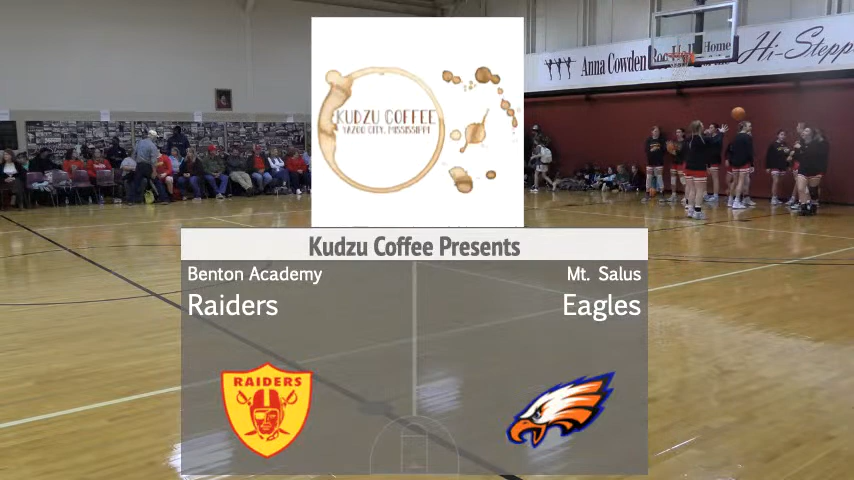 KUDZU COFFEE
YAZOO CITY, MISSISSIPPI
Anna Cowden
Home
Hi-Stepp
Kudzu Coffee Presents
Benton Academy
Mt. Salus
Raiders
Eagles
RAIDERS